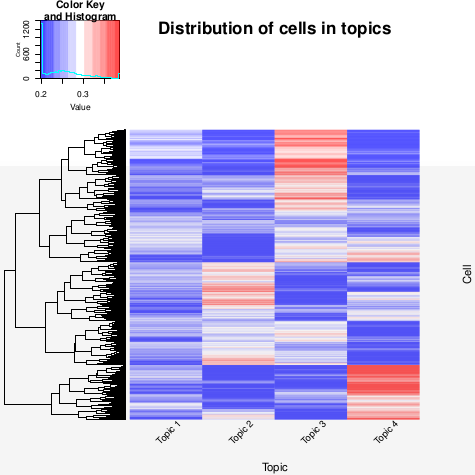 Color Key
and Histogram
Distribution of cells in topics
Count
0 600 1200
0.2 0.3
Value
Cell
Topic 1 Topic 2 Topic 3 Topic 4
Topic